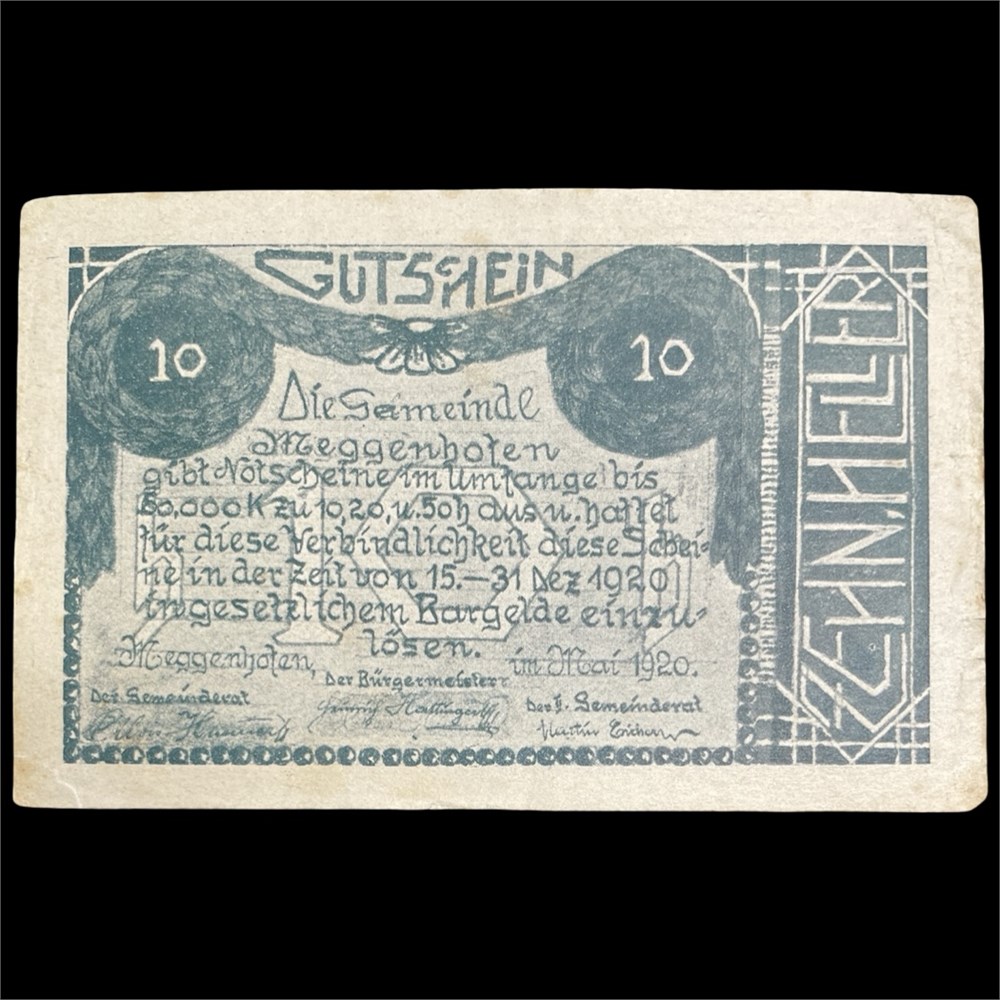 GUTSCHEIN
10 10
Die Gemeinde
Meggenhofen
gibt Notscheine im Umfange bis
50,000 K zu 10, 20, u. 50 h aus u. haftet
für diese Verbindlichkeit diese Schei-
ne in der Zeit von 15.—31 Dez 1920
in gesetzlichem Bargelde einzu-
lösen.
Meggenhofen, im Mai 1920.
Der Bürgermeister
Der Gemeinderat Der I. Gemeinderat
Martin
ZEHN HELLER